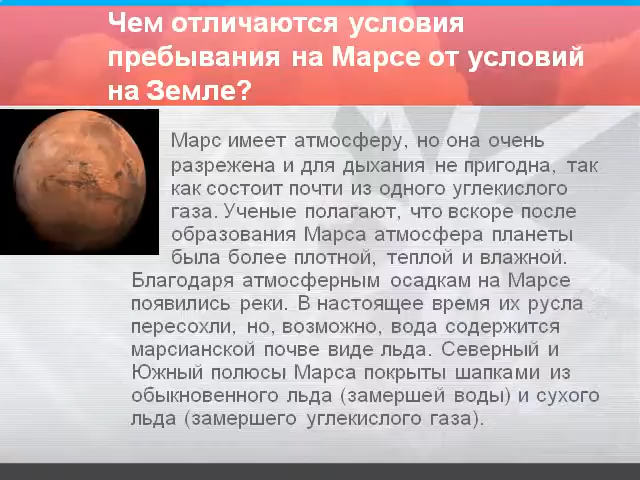 Чем отличаются условия
пребывания на Марсе от условий
на Земле?
Марс имеет атмосферу, но она очень
разрежена и для дыхания не пригодна, так
как состоит почти из одного углекислого
газа. Ученые полагают, что вскоре после
образования Марса атмосфера планеты
была более плотной, теплой и влажной.
Благодаря атмосферным осадкам на Марсе
появились реки. В настоящее время их русла
пересохли, но, возможно, вода содержится
марсианской почве виде льда. Северный и
Южный полюсы Марса покрыты шапками из
обыкновенного льда (замершей воды) и сухого
льда (замершего углекислого газа).